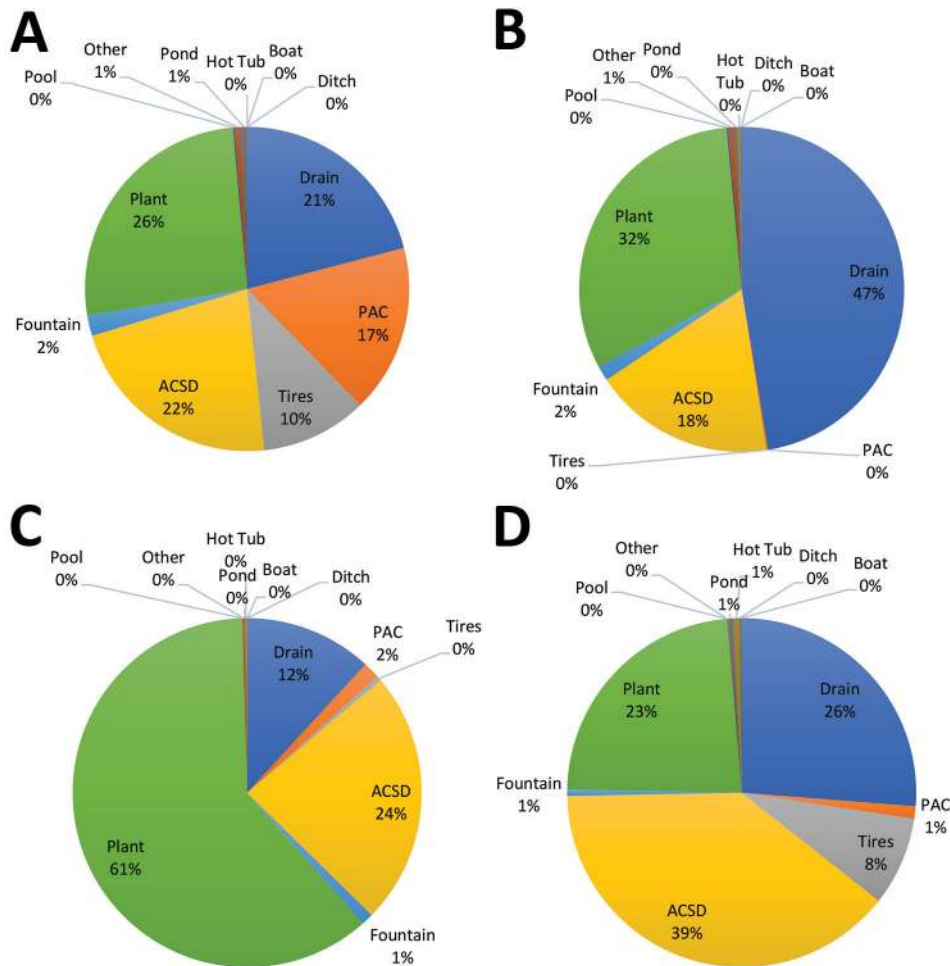 A
Other
1%
Pond
1%
Hot Tub
0%
Boat
0%
Ditch
0%
Pool
0%
Drain
21%
PAC
17%
Tires
10%
ACSD
22%
Fountain
2%
Plant
26%
B
Other
1%
Pond
0%
Hot
Tub
0%
Ditch
0%
Boat
0%
Pool
0%
Drain
47%
PAC
0%
Tires
0%
ACSD
18%
Fountain
2%
Plant
32%
C
Pool
0%
Other
0%
Hot Tub
0%
Pond
0%
Boat
0%
Ditch
0%
Drain
12%
PAC
2%
Tires
0%
ACSD
24%
Fountain
1%
Plant
61%
D
Other
0%
Pool
0%
Pond
1%
Hot Tub
1%
Ditch
0%
Boat
0%
Drain
26%
PAC
1%
Tires
8%
ACSD
39%
Fountain
1%
Plant
23%